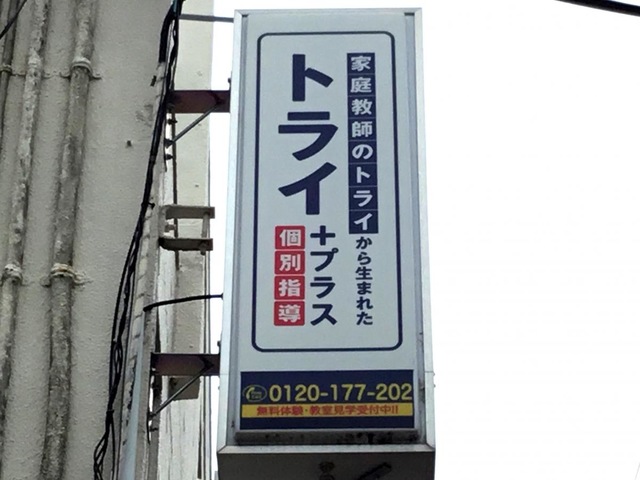 家庭教師のトライから生まれた
トライ+プラス
個別指導
0120-177-202
無料体験・教室見学受付中!!